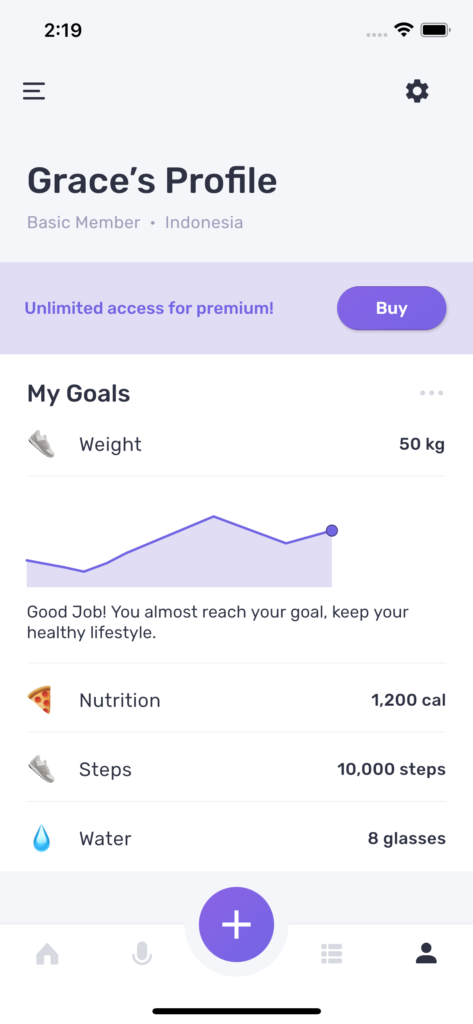 2:19
Grace’s Profile
Basic Member • Indonesia
Unlimited access for premium!
Buy
My Goals
Weight
50 kg
Good Job! You almost reach your goal, keep your
healthy lifestyle.
Nutrition
1,200 cal
Steps
10,000 steps
Water
8 glasses